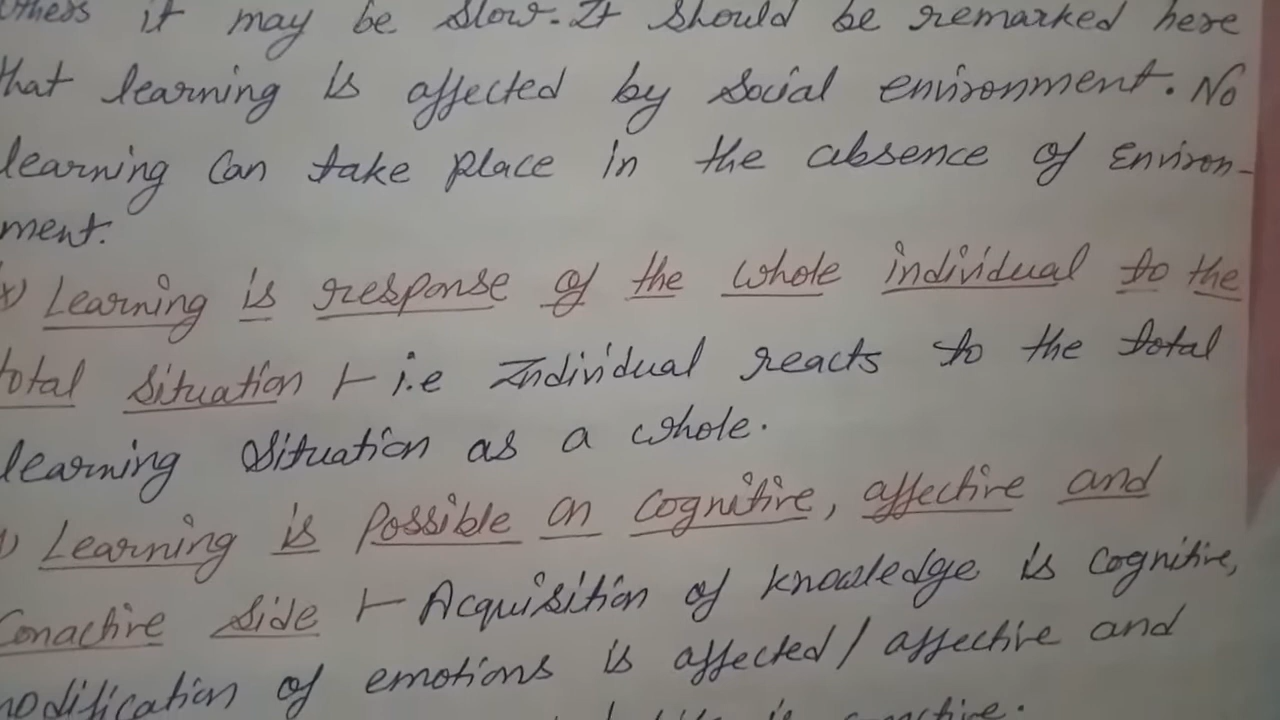 others it may be slow. It should be remarked here
that learning is affected by social environment. No
learning can take place in the absence of Environ-
ment.
x) Learning is response of the whole individual to the
total situation :- i.e Individual reacts to the total
learning situation as a whole.
Learning is possible on cognitive, affective and
Conactive side :- Acquisition of knowledge is cognitive,
modification of emotions is affected / affective and